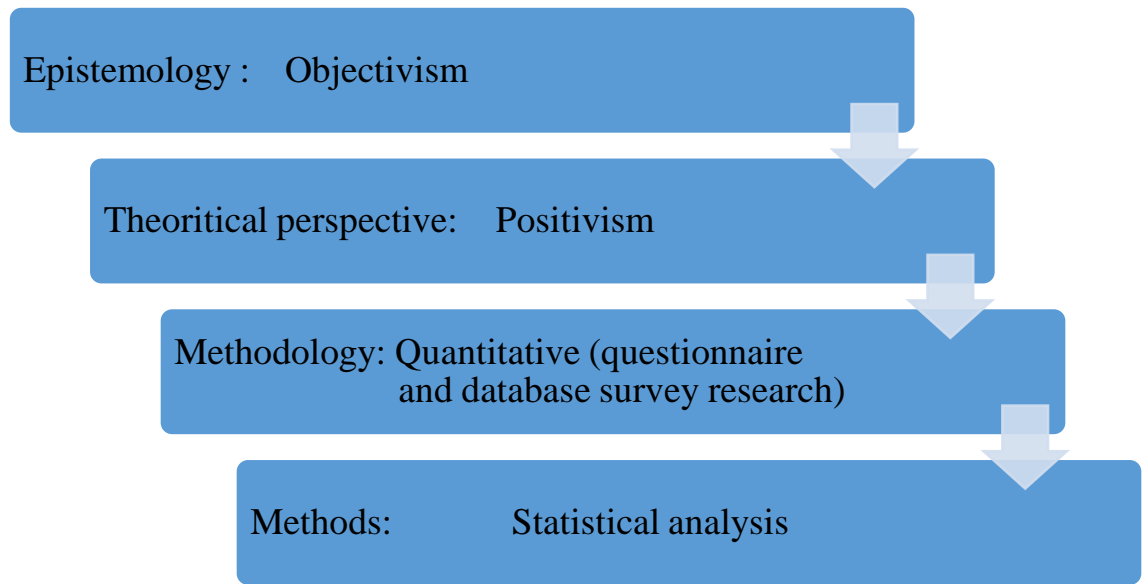 Epistemology : Objectivism
Theoritical perspective: Positivism
Methodology: Quantitative (questionnaire
and database survey research)
Methods: Statistical analysis